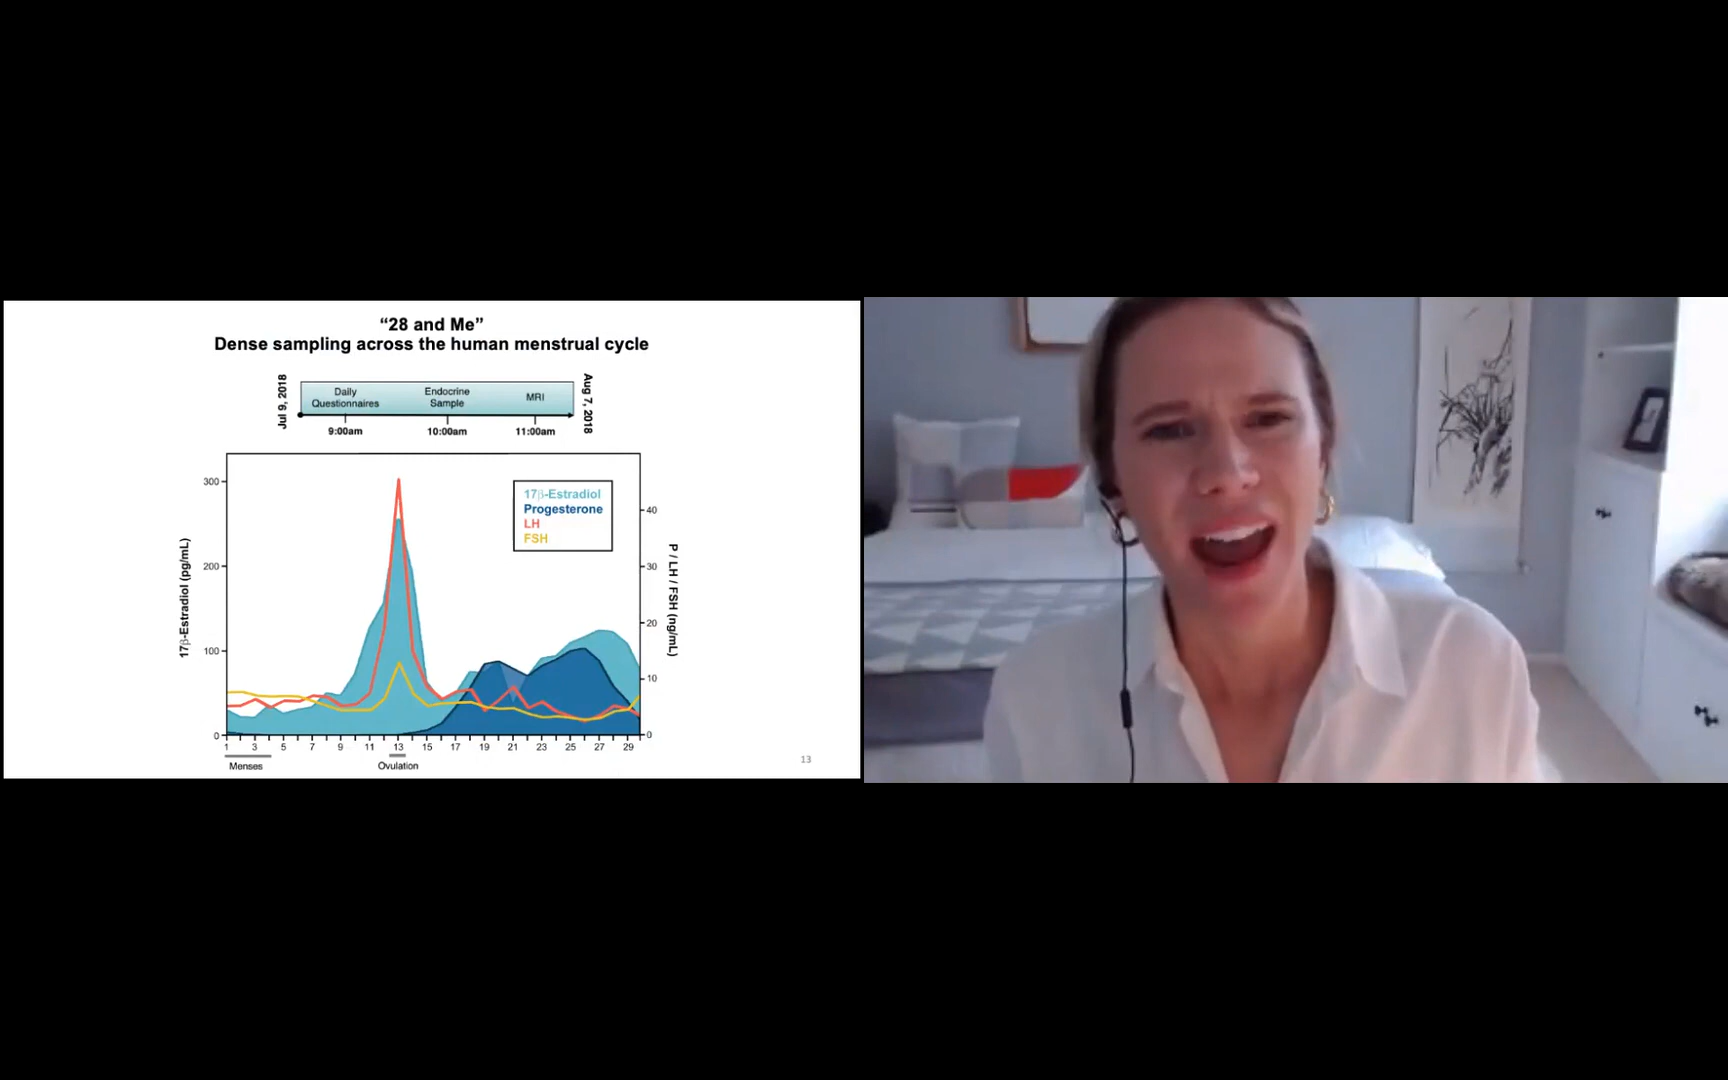 “28 and Me”
Dense sampling across the human menstrual cycle
Jul 9, 2018
Daily
Questionnaires
Endocrine
Sample
MRI
Aug 7, 2018
9:00am
10:00am
11:00am
17β-Estradiol (pg/mL)
300
200
100
0
17β-Estradiol
Progesterone
LH
FSH
40
30
20
10
0
P / LH / FSH (ng/mL)
1 3 5 7 9 11 13 15 17 19 21 23 25 27 29
Menses
Ovulation
13